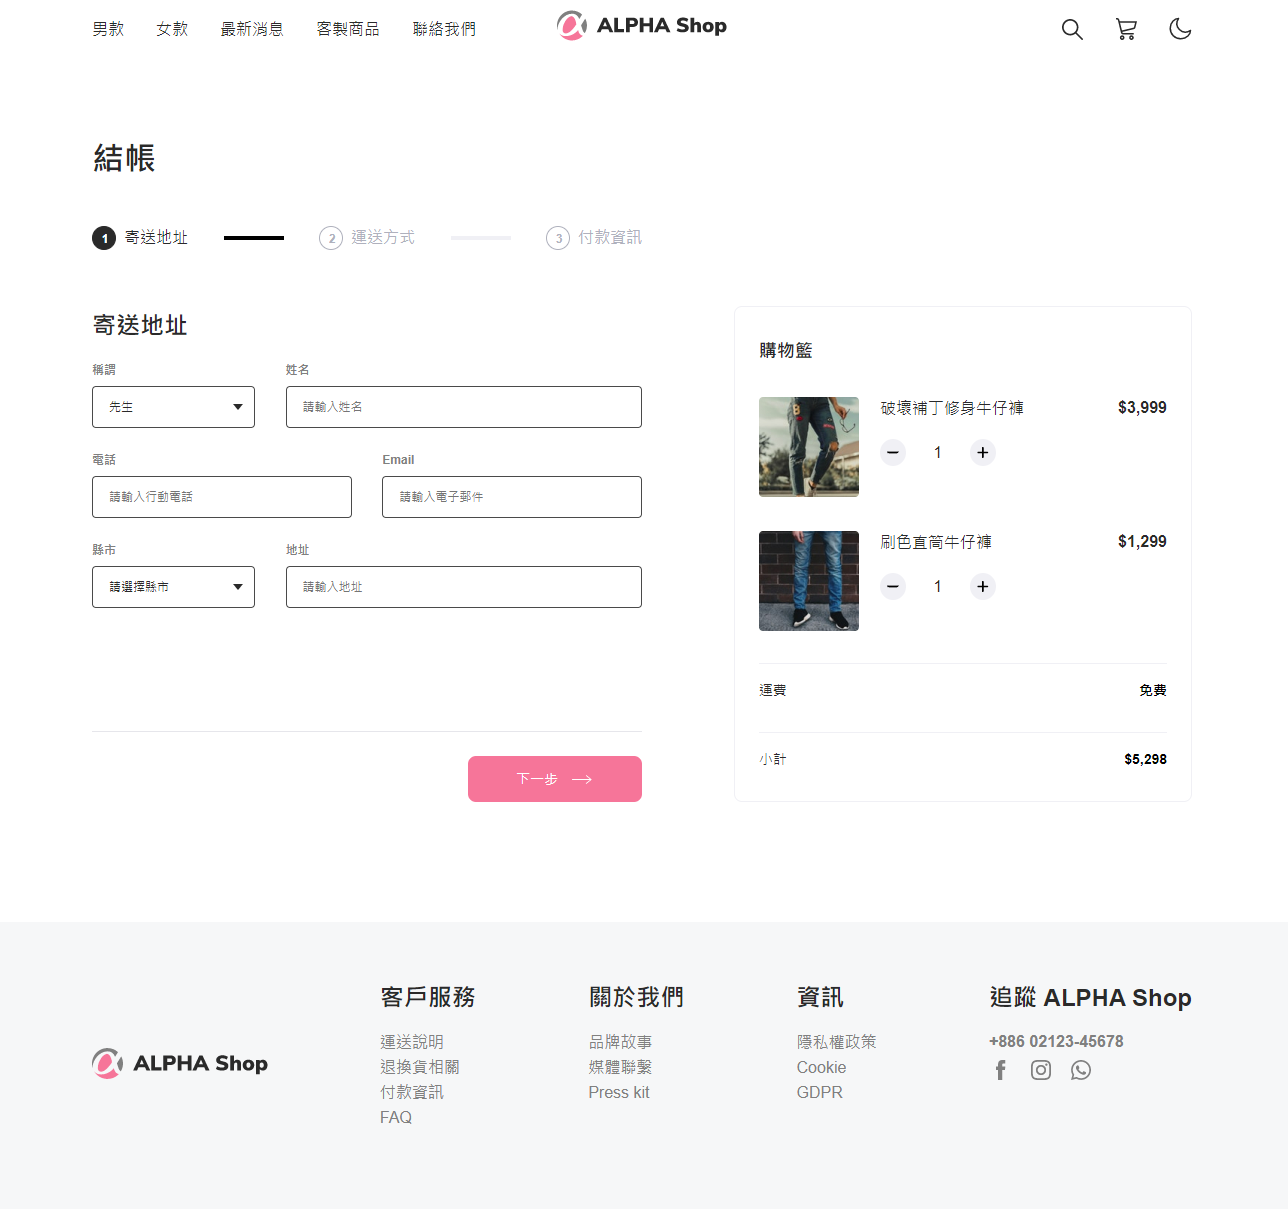 男款 女款 最新消息 客製商品 聯絡我們 ALPHA Shop
結帳
1 寄送地址 2 運送方式 3 付款資訊
寄送地址
稱謂 姓名
先生 請輸入姓名
電話 Email
請輸入行動電話 請輸入電子郵件
縣市 地址
請選擇縣市 請輸入地址
下一步
購物籃
破壞補丁修身牛仔褲 $3,999
1
刷色直筒牛仔褲 $1,299
1
運費 免費
小計 $5,298
ALPHA Shop
客戶服務
運送說明
退換貨相關
付款資訊
FAQ
關於我們
品牌故事
媒體聯繫
Press kit
資訊
隱私權政策
Cookie
GDPR
追蹤 ALPHA Shop
+886 02123-45678